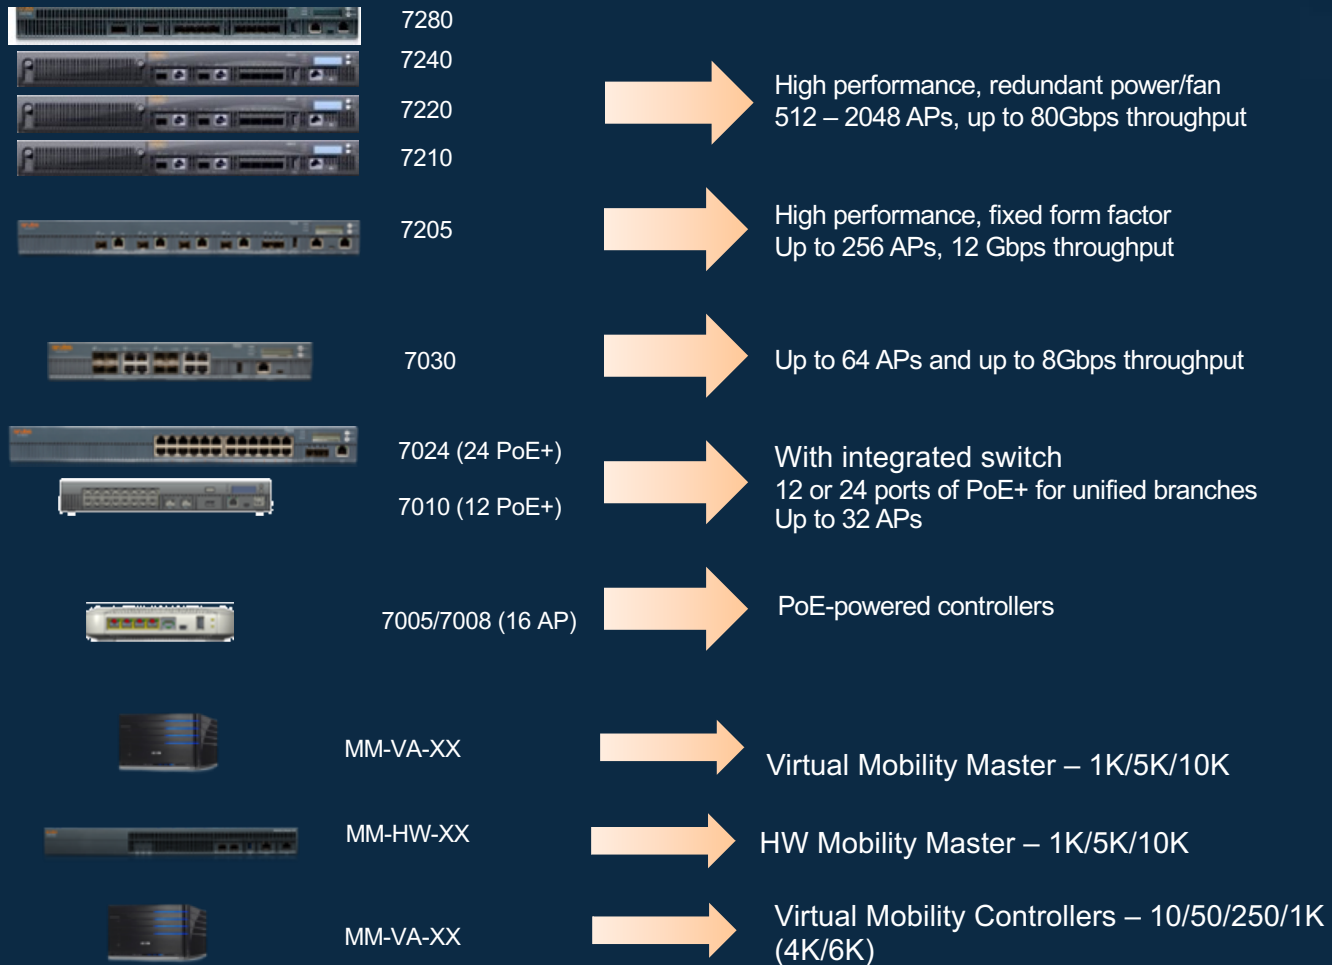 7280
7240
7220
7210
High performance, redundant power/fan
512 – 2048 APs, up to 80Gbps throughput
7205
High performance, fixed form factor
Up to 256 APs, 12 Gbps throughput
7030
Up to 64 APs and up to 8Gbps throughput
7024 (24 PoE+)
7010 (12 PoE+)
With integrated switch
12 or 24 ports of PoE+ for unified branches
Up to 32 APs
7005/7008 (16 AP)
PoE-powered controllers
MM-VA-XX
Virtual Mobility Master – 1K/5K/10K
MM-HW-XX
HW Mobility Master – 1K/5K/10K
MM-VA-XX
Virtual Mobility Controllers – 10/50/250/1K
(4K/6K)